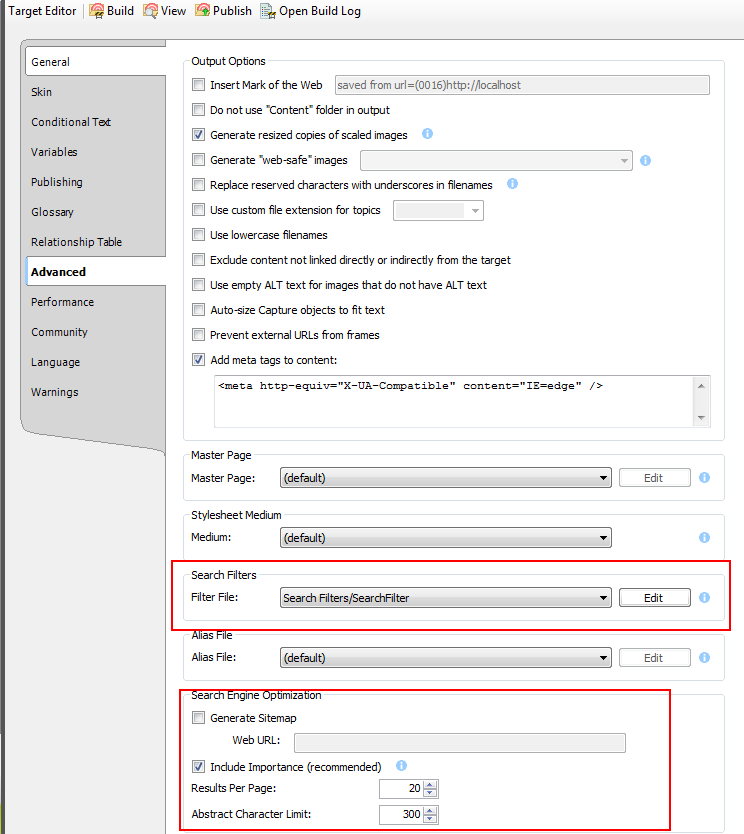 Target Editor Build View Publish Open Build Log
General
Skin
Conditional Text
Variables
Publishing
Glossary
Relationship Table
Advanced
Performance
Community
Language
Warnings
Output Options
Insert Mark of the Web saved from url=(0016)http://localhost
Do not use "Content" folder in output
Generate resized copies of scaled images
Generate "web-safe" images
Replace reserved characters with underscores in filenames
Use custom file extension for topics
Use lowercase filenames
Exclude content not linked directly or indirectly from the target
Use empty ALT text for images that do not have ALT text
Auto-size Capture objects to fit text
Prevent external URLs from frames
Add meta tags to content:
<meta http-equiv="X-UA-Compatible" content="IE=edge" />
Master Page
Master Page: (default) Edit
Stylesheet Medium
Medium: (default)
Search Filters
Filter File: Search Filters/SearchFilter Edit
Alias File
Alias File: (default) Edit
Search Engine Optimization
Generate Sitemap
Web URL:
Include Importance (recommended)
Results Per Page: 20
Abstract Character Limit: 300